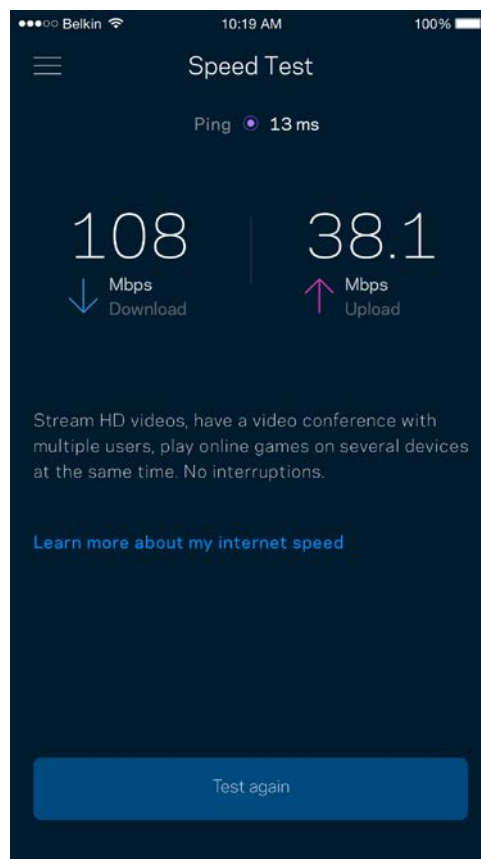 Belkin 10:19 AM 100%
Speed Test
Ping 13 ms
108 38.1
Mbps Mbps
Download Upload
Stream HD videos, have a video conference with
multiple users, play online games on several devices
at the same time. No interruptions.
Learn more about my internet speed
Test again